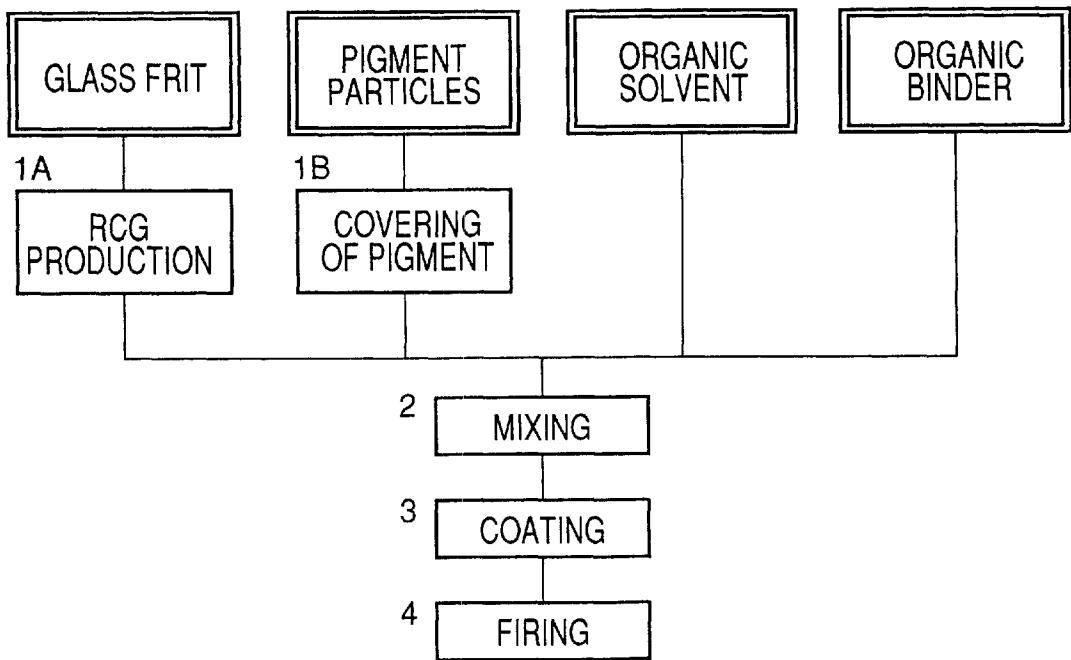 GLASS FRIT
PIGMENT
PARTICLES
ORGANIC
SOLVENT
ORGANIC
BINDER
1A
RCG
PRODUCTION
1B
COVERING
OF PIGMENT
2
MIXING
3
COATING
4
FIRING